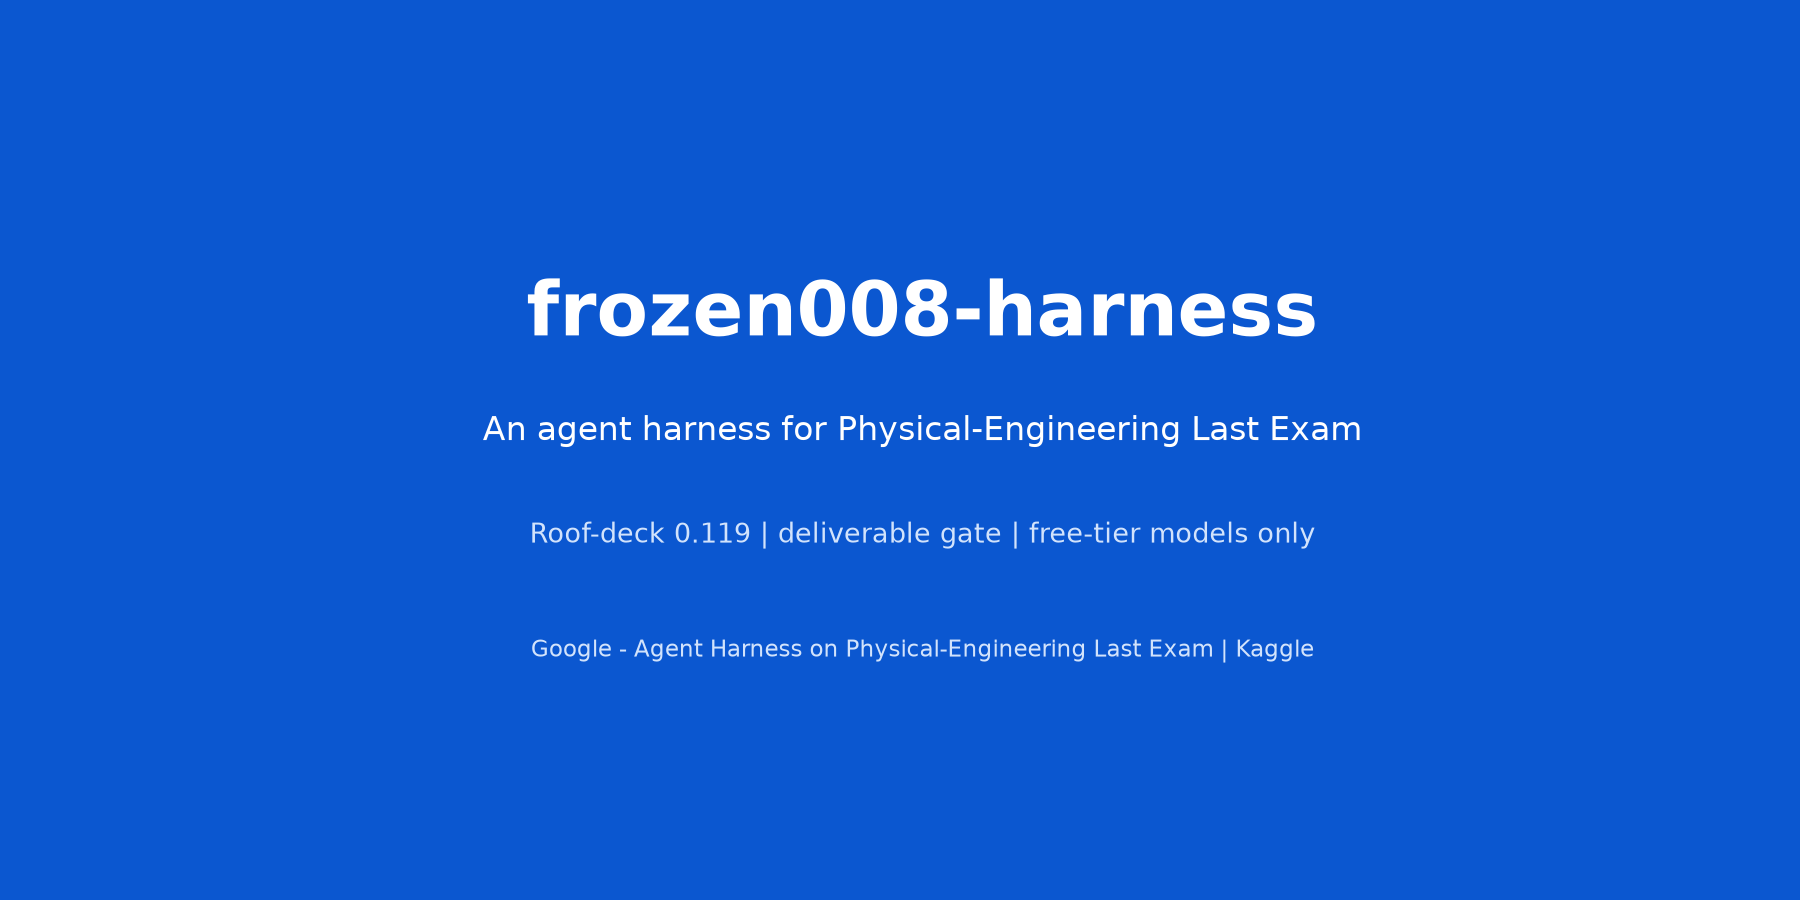 frozen008-harness
An agent harness for Physical-Engineering Last Exam
Roof-deck 0.119 | deliverable gate | free-tier models only
Google - Agent Harness on Physical-Engineering Last Exam | Kaggle